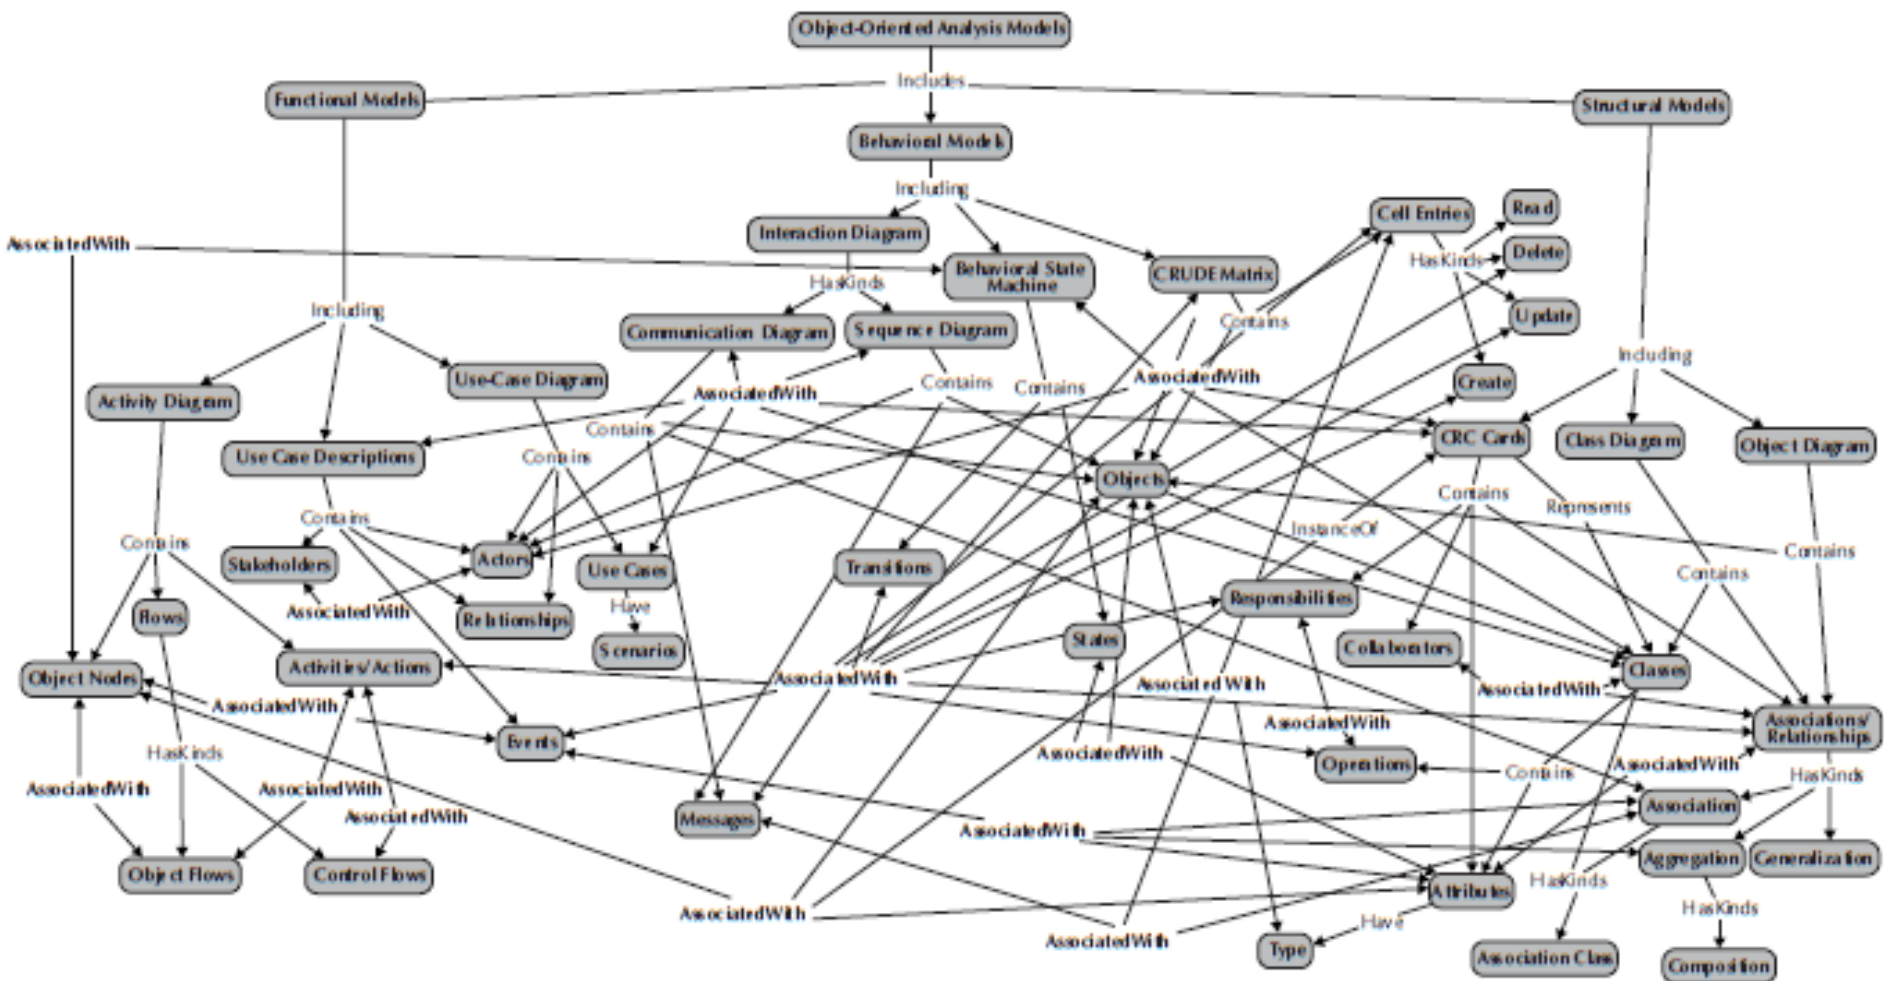 Object-Oriented Analysis Models
Includes
Functional Models
Structural Models
Behavioral Models
Including
Cell Entries
Read
Interaction Diagram
AssociatedWith
HasKinds
Delete
Behavioral State
Machine
CRUDE Matrix
HasKinds
Including
Communication Diagram
Sequence Diagram
Contains
Update
Including
Use-Case Diagram
Contains
Contains
AssociatedWith
Create
Activity Diagram
AssociatedWith
Contains
CRC Cards
Class Diagram
Object Diagram
Use Case Descriptions
Contains
Objects
Contains
Represents
Contains
InstanceOf
Contains
Contains
Stakeholders
Actors
Use Cases
Transitions
Contains
AssociatedWith
Have
Responsibilities
Flows
Relationships
Scenarios
States
Collaborators
Object Nodes
Activities/Actions
AssociatedWith
Associated With
Classes
AssociatedWith
AssociatedWith
AssociatedWith
Associations/
Relationships
Events
HasKinds
AssociatedWith
Operations
Contains
AssociatedWith
HasKinds
AssociatedWith
AssociatedWith
AssociatedWith
Messages
AssociatedWith
Association
Object Flows
Control Flows
Aggregation
Generalization
HasKinds
Attributes
AssociatedWith
Have
HasKinds
AssociatedWith
Type
Association Class
Composition